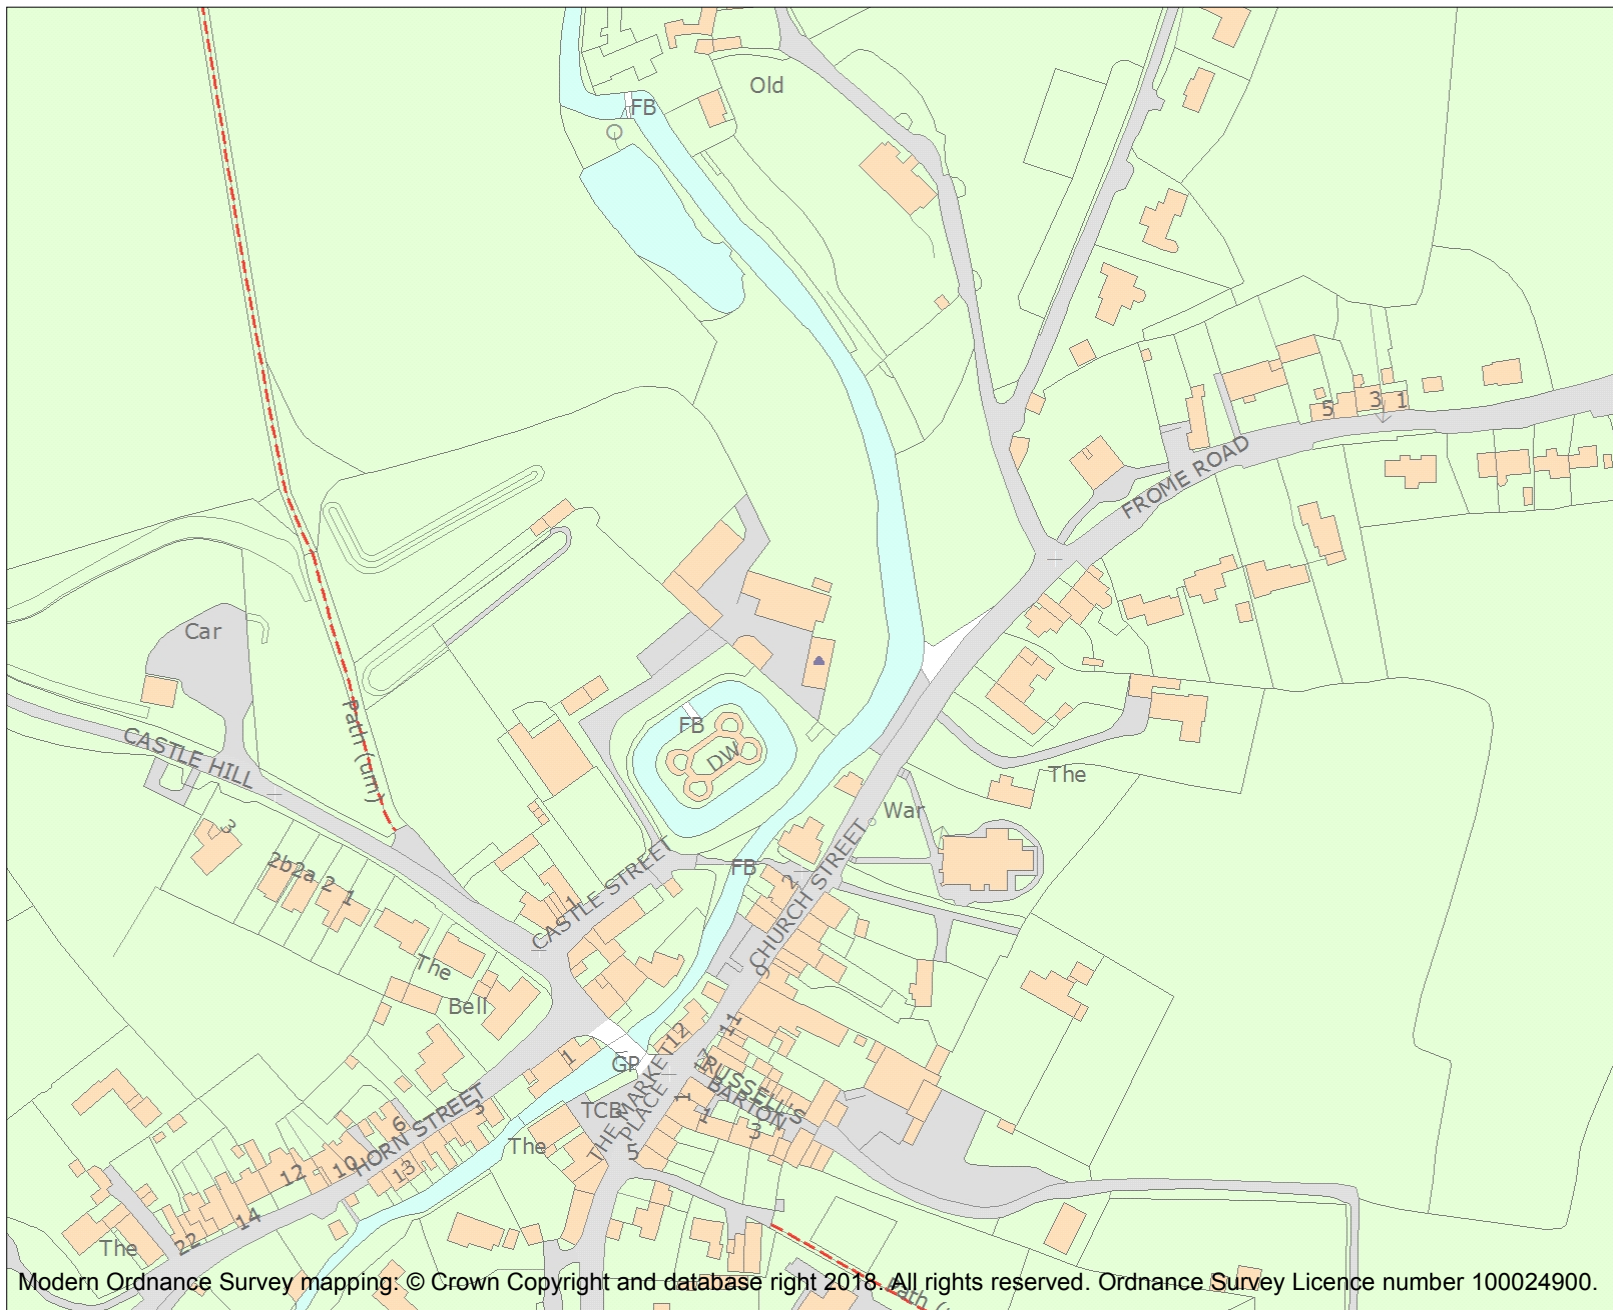 Old
FB
5
3
1
FROME ROAD
Car
Path (um)
CASTLE HILL
FB
DW
The
War
3
2b2a 2 1
CASTLE STREET
1
FB
2
CHURCH STREET
9
The
Bell
11
12
1
GP
THE MARKET
PLACE
RUSSELL'S
BARTON
TCB
1
1
3
5
3
6
HORN STREET
The
13
10
12
14
22
The
Path
Modern Ordnance Survey mapping: © Crown Copyright and database right 2018. All rights reserved. Ordnance Survey Licence number 100024900.